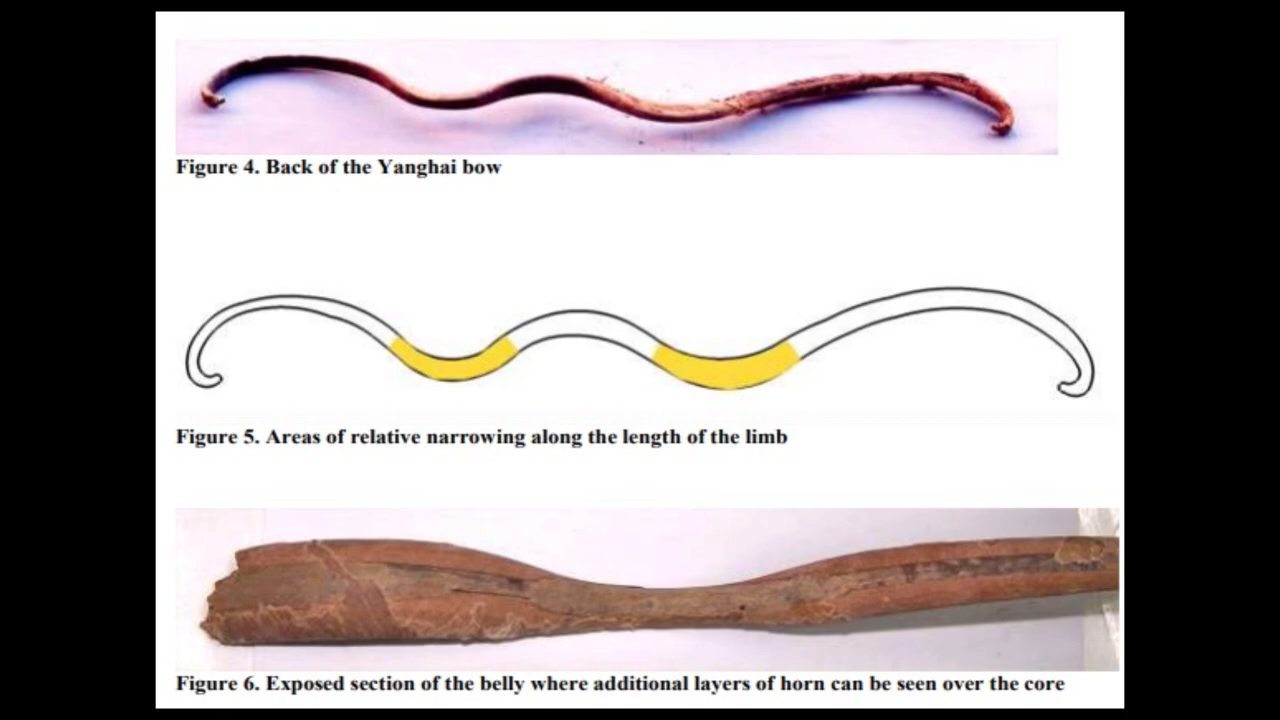 Figure 4. Back of the Yanghai bow
Figure 5. Areas of relative narrowing along the length of the limb
Figure 6. Exposed section of the belly where additional layers of horn can be seen over the core